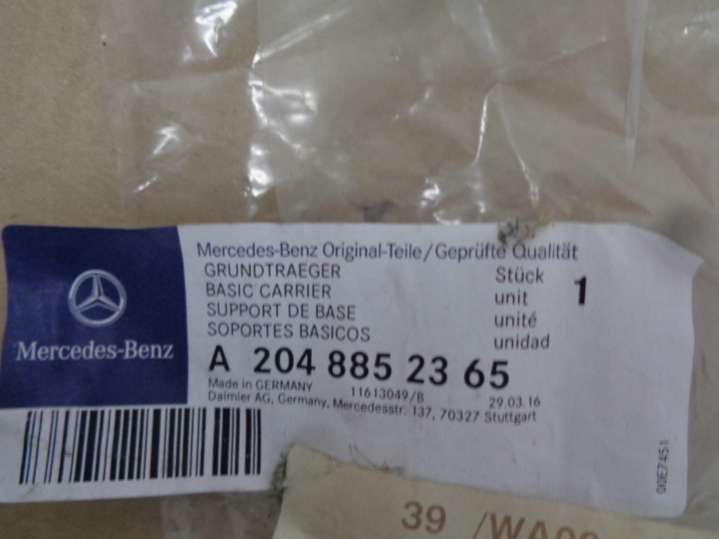 Mercedes-Benz Original-Teile/Geprüfte Qualität
GRUNDTRAEGER Stück 1
BASIC CARRIER unit
SUPPORT DE BASE unité
SOPORTES BASICOS unidad
Mercedes-Benz
A 204 885 23 65
Made in GERMANY 11613049/B 29.03.16
Daimler AG, Germany, Mercedesstr. 137, 70327 Stuttgart
00E7451
39 /WA